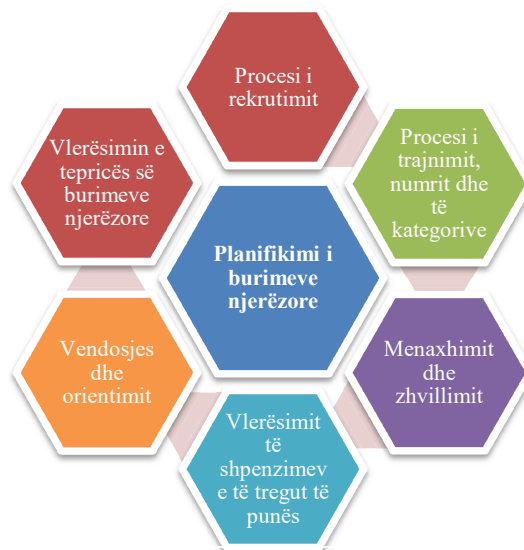 Procesi i
rekrutimit
Procesi i
trajnimit,
numrit dhe
të
kategorive
Menaxhimit
dhe
zhvillimit
Vlerësimit
të
shpenzimev
e të tregut të
punës
Vendosjes
dhe
orientimit
Vlerësimin e
tepricës së
burimeve
njerëzore
Planifikimi i
burimeve
njerëzore